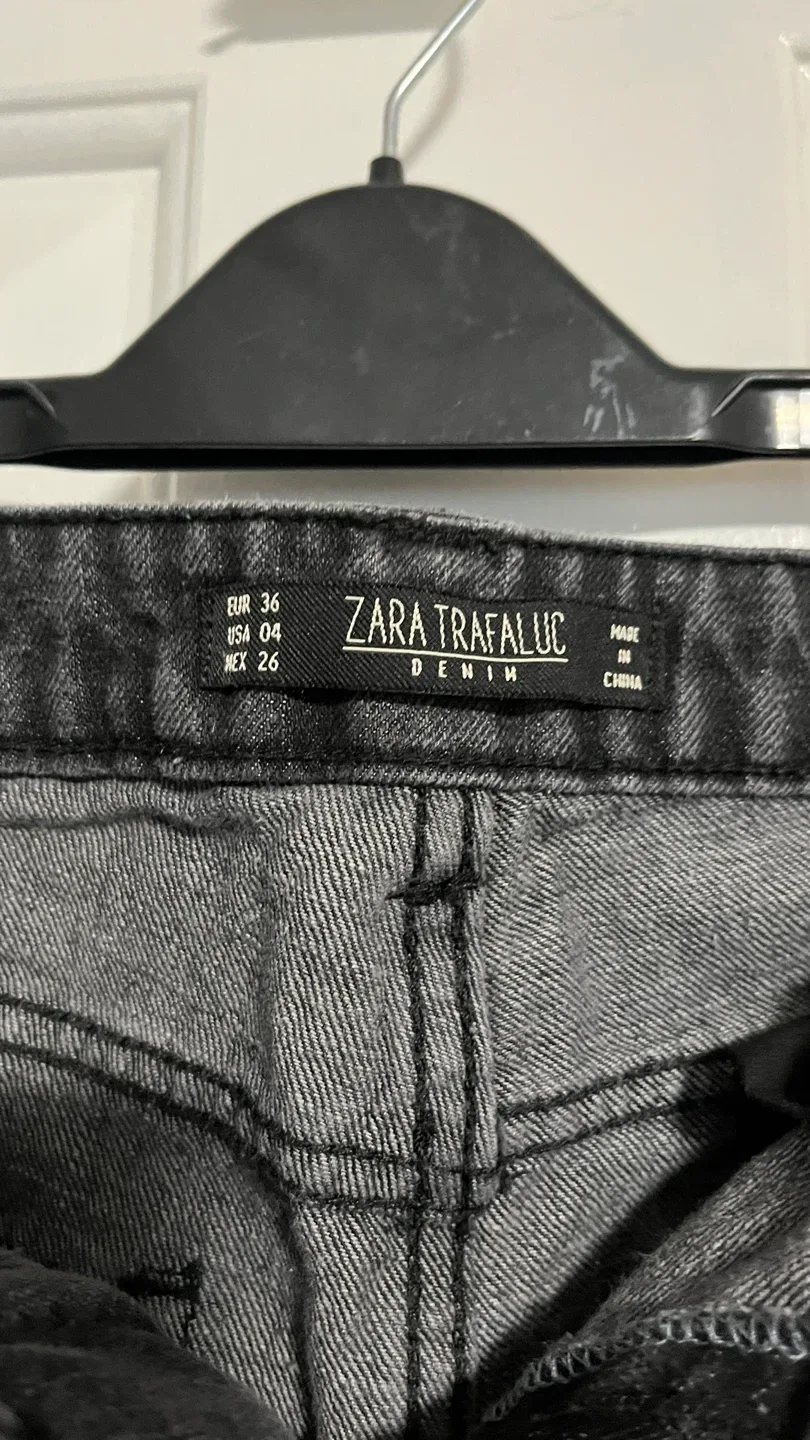 EUR 36
USA 04
MEX 26
ZARA TRAFALUC
DENIM
MADE
IN
CHINA